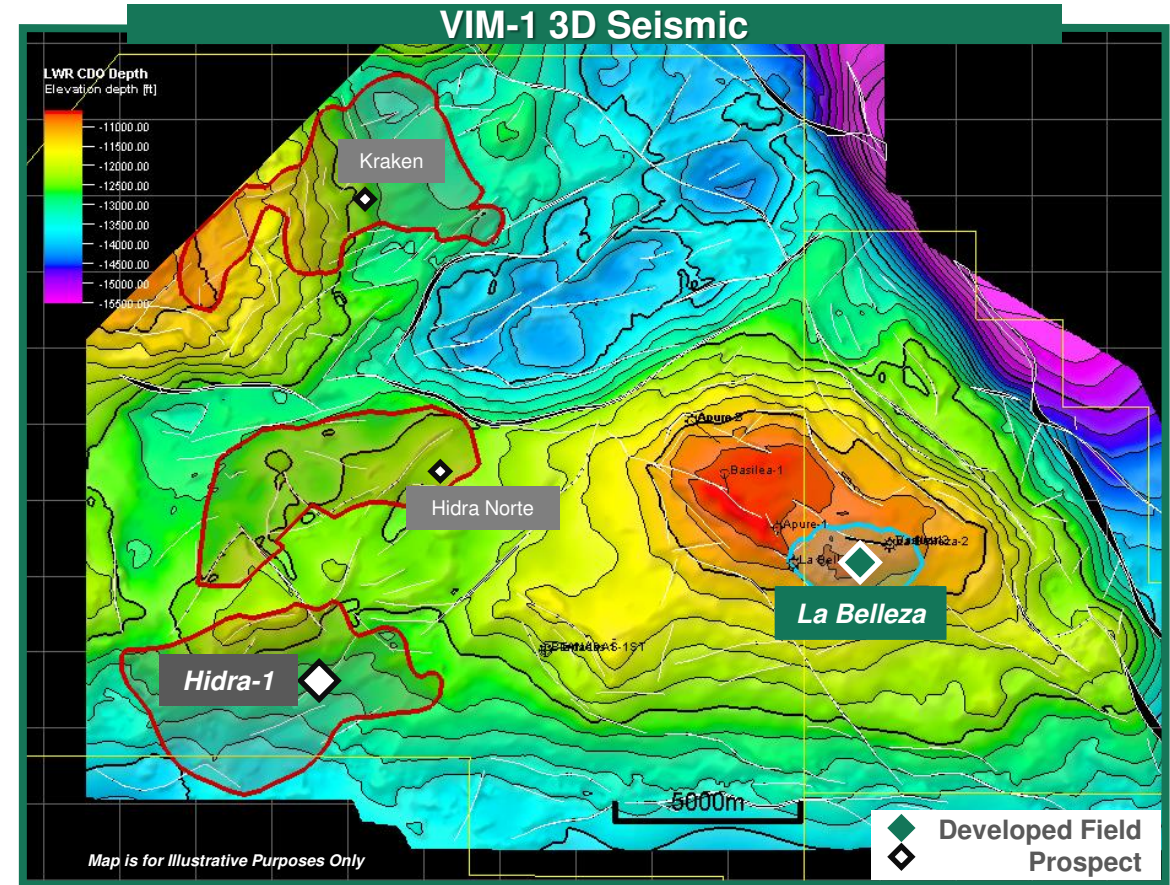 VIM-1 3D Seismic
LWR CDO Depth
Elevation depth [ft]
-11000.00
-11500.00
-12000.00
-12500.00
-13000.00
-13500.00
-14000.00
-14500.00
-15000.00
-15500.00
Kraken
Apure-2
Basilea-1
Hidra Norte
Apure-1
La Bell
La Belleza
Hidra-1
5000m
Developed Field
Prospect
Map is for Illustrative Purposes Only